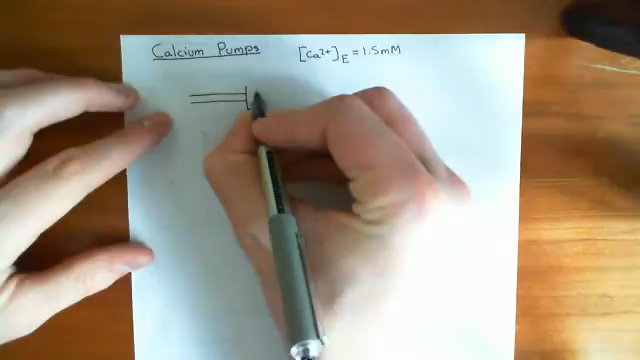 Calcium Pumps [Ca²⁺]E = 1.5mM